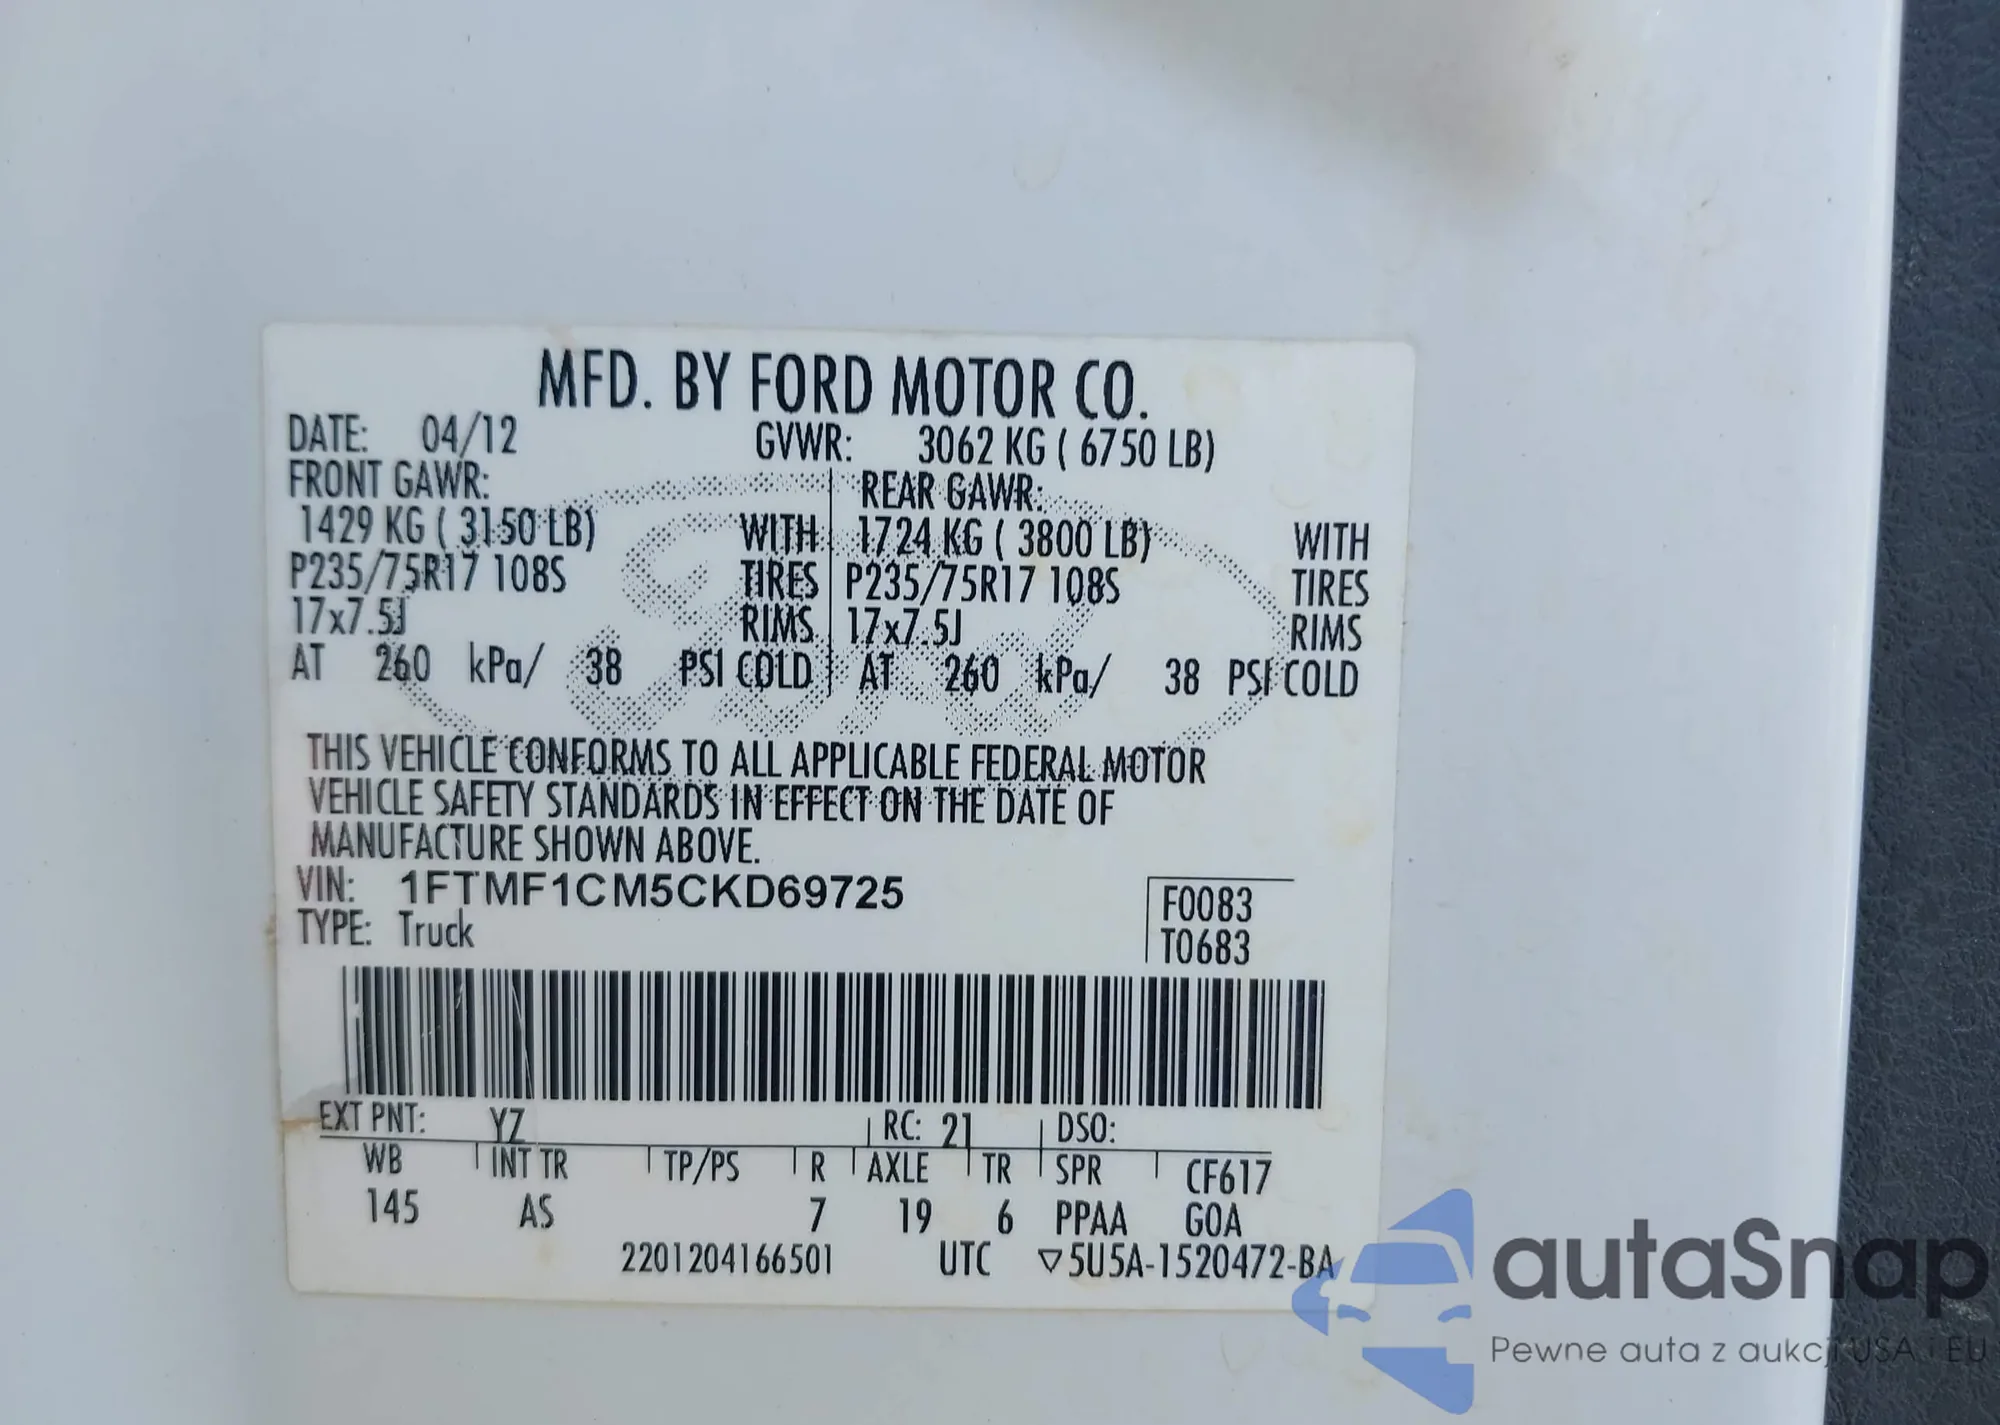 MFD. BY FORD MOTOR CO.
DATE: 04/12 GVWR: 3062 KG ( 6750 LB)
FRONT GAWR: REAR GAWR:
1429 KG ( 3150 LB) WITH 1724 KG ( 3800 LB) WITH
P235/75R17 108S TIRES P235/75R17 108S TIRES
17x7.5J RIMS 17x7.5J RIMS
AT 260 kPa/ 38 PSI COLD AT 260 kPa/ 38 PSI COLD
Ford
THIS VEHICLE CONFORMS TO ALL APPLICABLE FEDERAL MOTOR
VEHICLE SAFETY STANDARDS IN EFFECT ON THE DATE OF
MANUFACTURE SHOWN ABOVE.
VIN: 1FTMF1CM5CKD69725 F0083
TYPE: Truck T0683
EXT PNT: YZ RC: 21 DSO:
WB INT TR TP/PS R AXLE TR SPR CF617
145 AS 7 19 6 PPAA GOA
2201204166501 UTC ▽5U5A-1520472-BA
autaSnap
Pewne auta z aukcji USA i EU